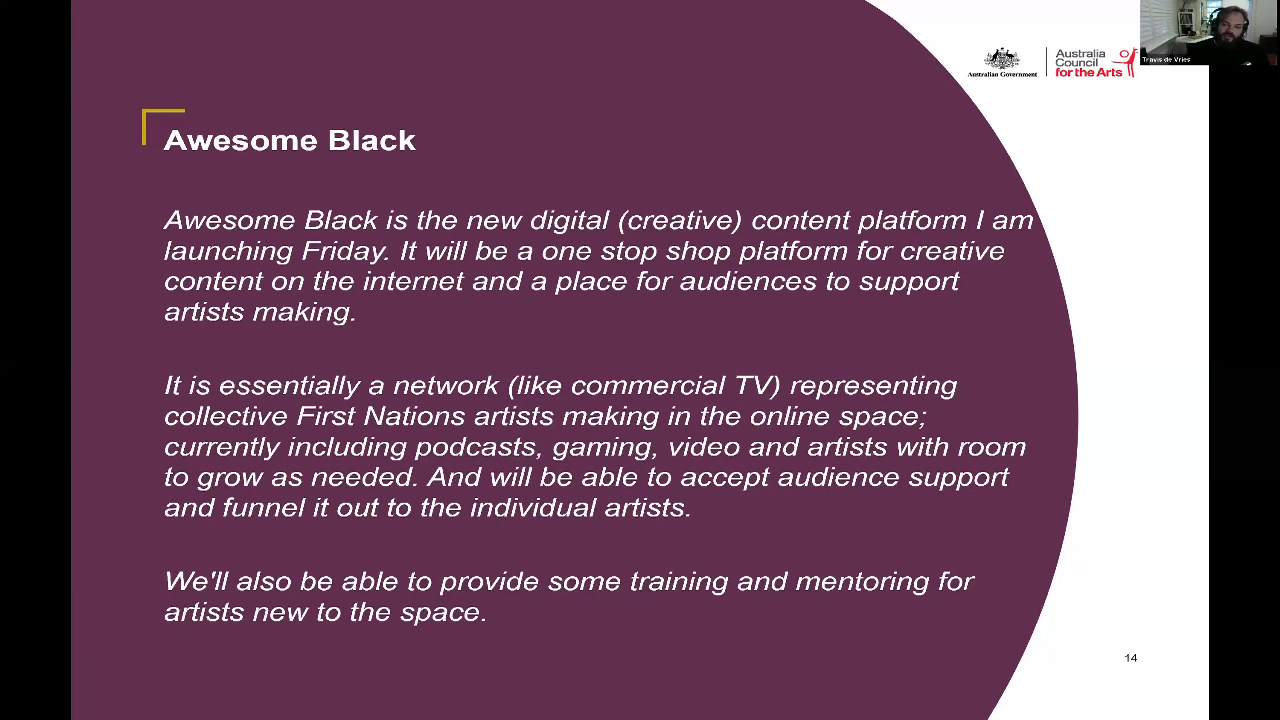 Travis de Vries
Australian Government
Australia
Council
for the Arts
Awesome Black
Awesome Black is the new digital (creative) content platform I am
launching Friday. It will be a one stop shop platform for creative
content on the internet and a place for audiences to support
artists making.
It is essentially a network (like commercial TV) representing
collective First Nations artists making in the online space;
currently including podcasts, gaming, video and artists with room
to grow as needed. And will be able to accept audience support
and funnel it out to the individual artists.
We'll also be able to provide some training and mentoring for
artists new to the space.
14